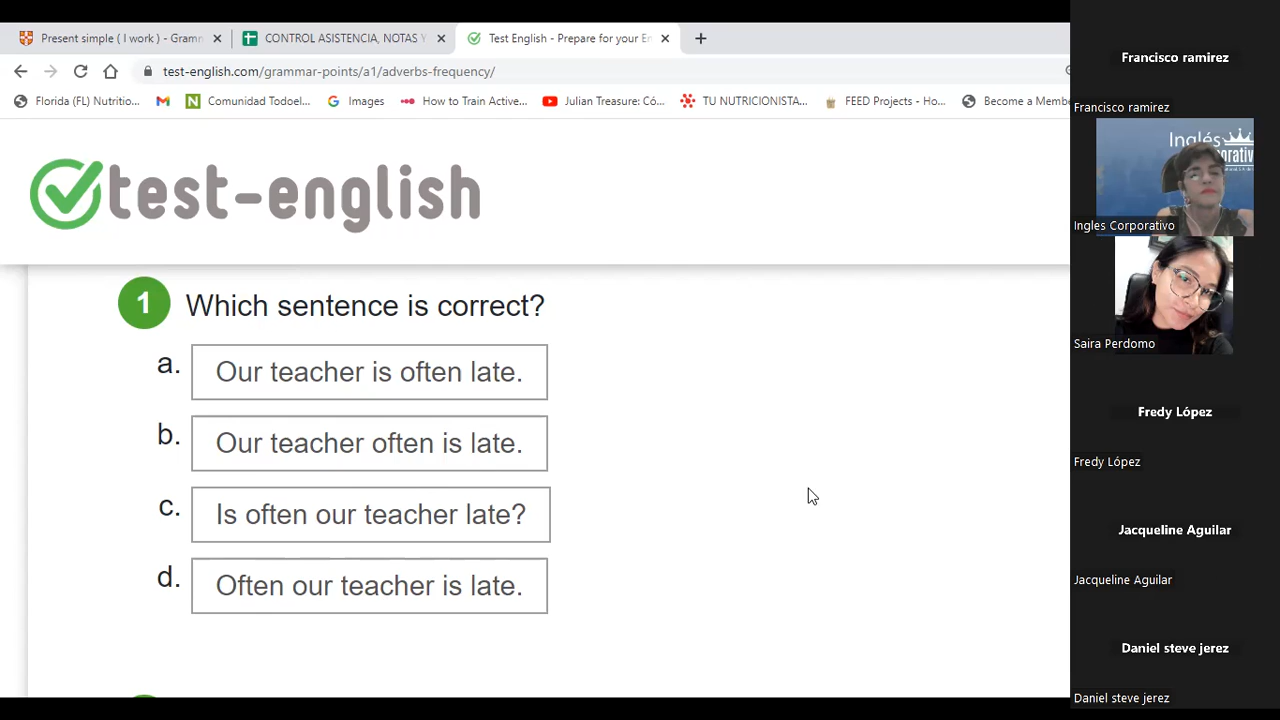 Present simple ( I work ) - Gramm
CONTROL ASISTENCIA, NOTAS Y
Test English - Prepare for your En
test-english.com/grammar-points/a1/adverbs-frequency/
Florida (FL) Nutritio...
Comunidad Todoel...
Images
How to Train Active...
Julian Treasure: Có...
TU NUTRICIONISTA...
FEED Projects - Ho...
Become a Membe
test-english
1 Which sentence is correct?
a. Our teacher is often late.
b. Our teacher often is late.
c. Is often our teacher late?
d. Often our teacher is late.
Francisco ramirez
Francisco ramirez
Inglés
Ingles Corporativo
Saira Perdomo
Fredy López
Fredy López
Jacqueline Aguilar
Jacqueline Aguilar
Daniel steve jerez
Daniel steve jerez